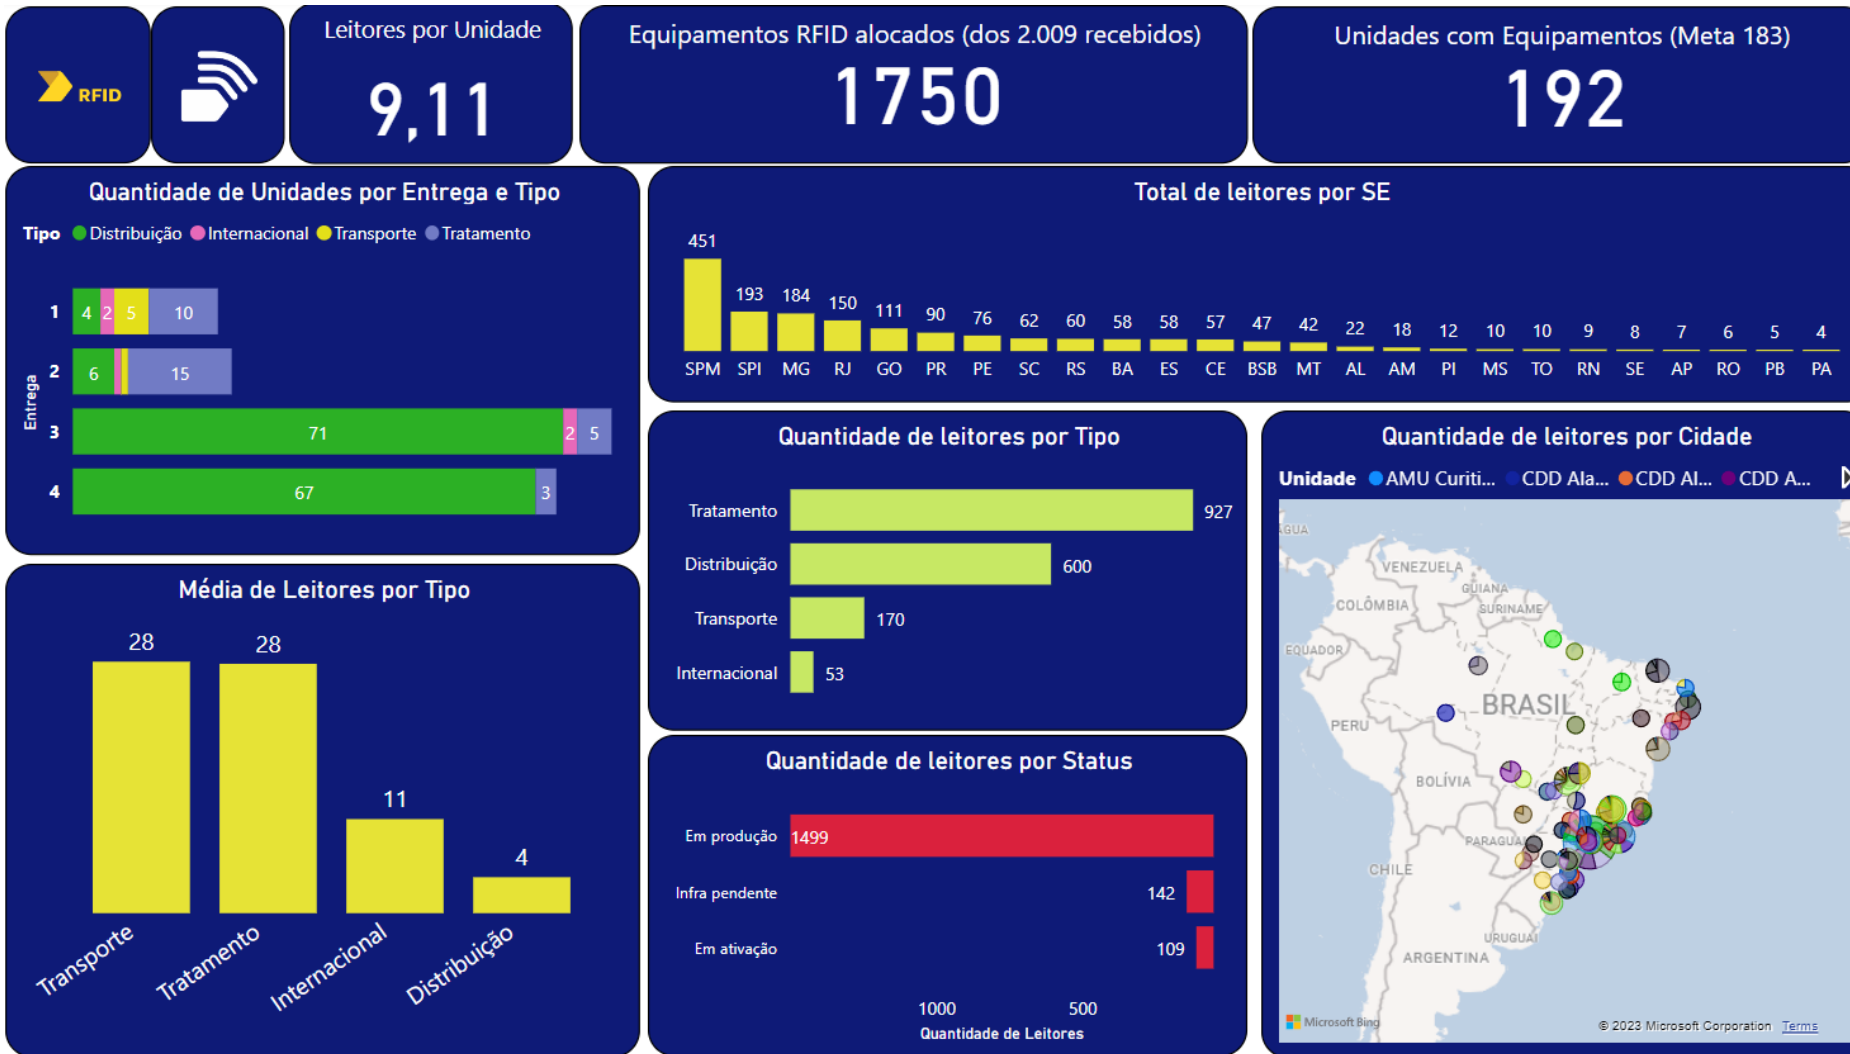 RFID
Leitores por Unidade
9,11
Equipamentos RFID alocados (dos 2.009 recebidos)
1750
Unidades com Equipamentos (Meta 183)
192
Quantidade de Unidades por Entrega e Tipo
Tipo Distribuição Internacional Transporte Tratamento
Entrega
1 4 2 5 10
2 6 15
3 71 2 5
4 67 3
Total de leitores por SE
451 193 184 150 111 90 76 62 60 58 58 57 47 42 22 18 12 10 10 9 8 7 6 5 4
SPM SPI MG RJ GO PR PE SC RS BA ES CE BSB MT AL AM PI MS TO RN SE AP RO PB PA
Média de Leitores por Tipo
28 28 11 4
Transporte Tratamento Internacional Distribuição
Quantidade de leitores por Tipo
Tratamento 927
Distribuição 600
Transporte 170
Internacional 53
Quantidade de leitores por Status
Em produção 1499
Infra pendente 142
Em ativação 109
1000 500
Quantidade de Leitores
Quantidade de leitores por Cidade
Unidade AMU Curiti... CDD Ala... CDD Al... CDD A...
VENEZUELA
GUIANA
COLÔMBIA
SURINAME
EQUADOR
BRASIL
PERU
BOLÍVIA
CHILE
URUGUAI
ARGENTINA
Microsoft Bing
© 2023 Microsoft Corporation Terms